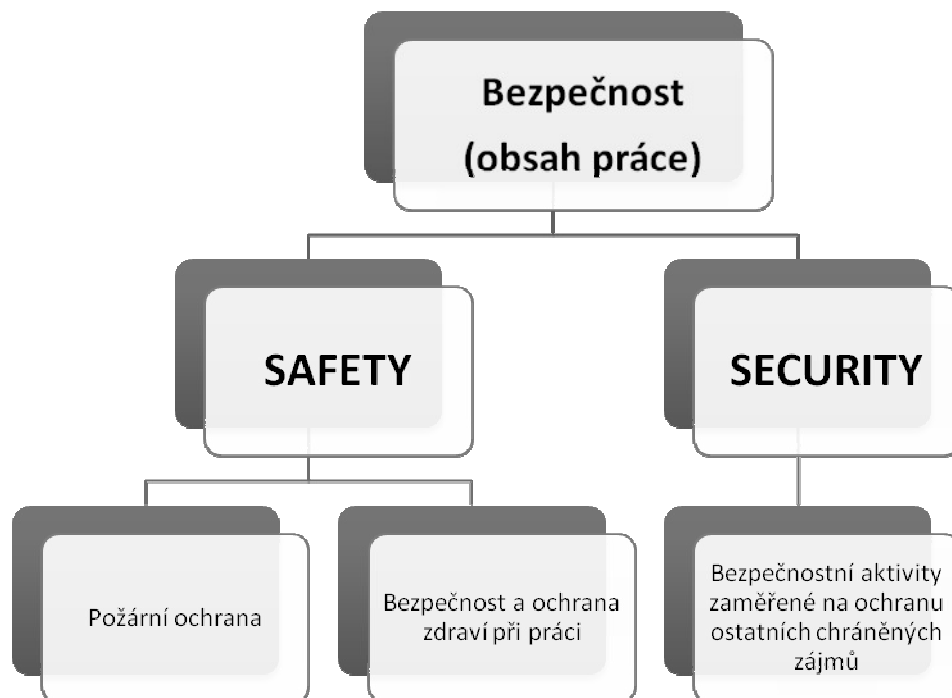 Bezpečnost
(obsah práce)
SAFETY
SECURITY
Požární ochrana
Bezpečnost a ochrana
zdraví při práci
Bezpečnostní aktivity
zaměřené na ochranu
ostatních chráněných
zájmů